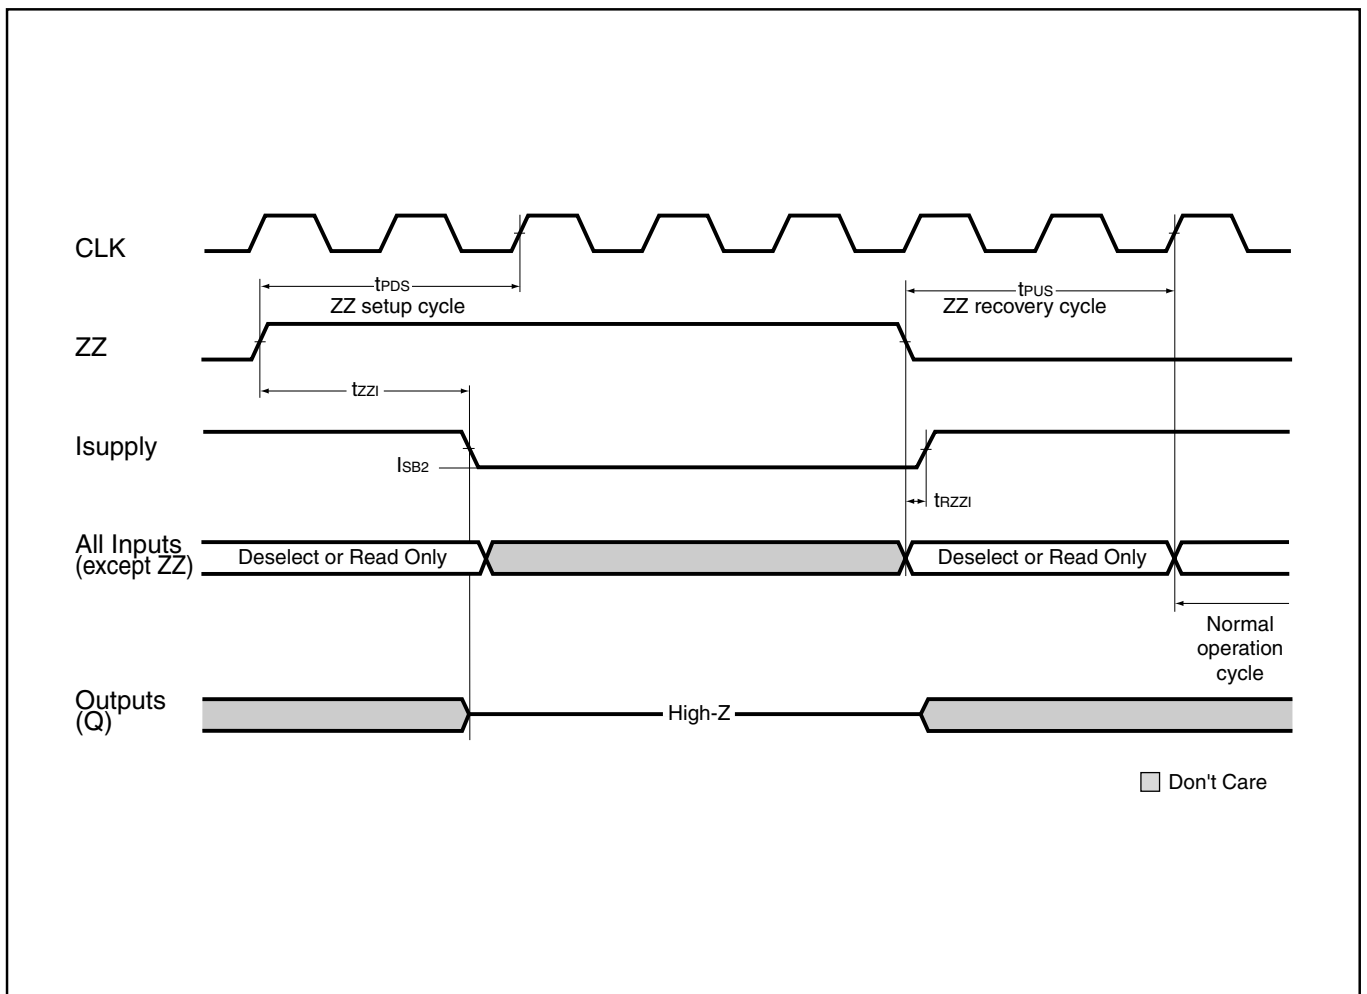 CLK
tPDS
ZZ setup cycle
tPUS
ZZ recovery cycle
ZZ
tZZI
Isupply
ISB2
tRZZI
All Inputs
(except ZZ)
Deselect or Read Only
Deselect or Read Only
Normal
operation
cycle
Outputs
(Q)
High-Z
Don't Care